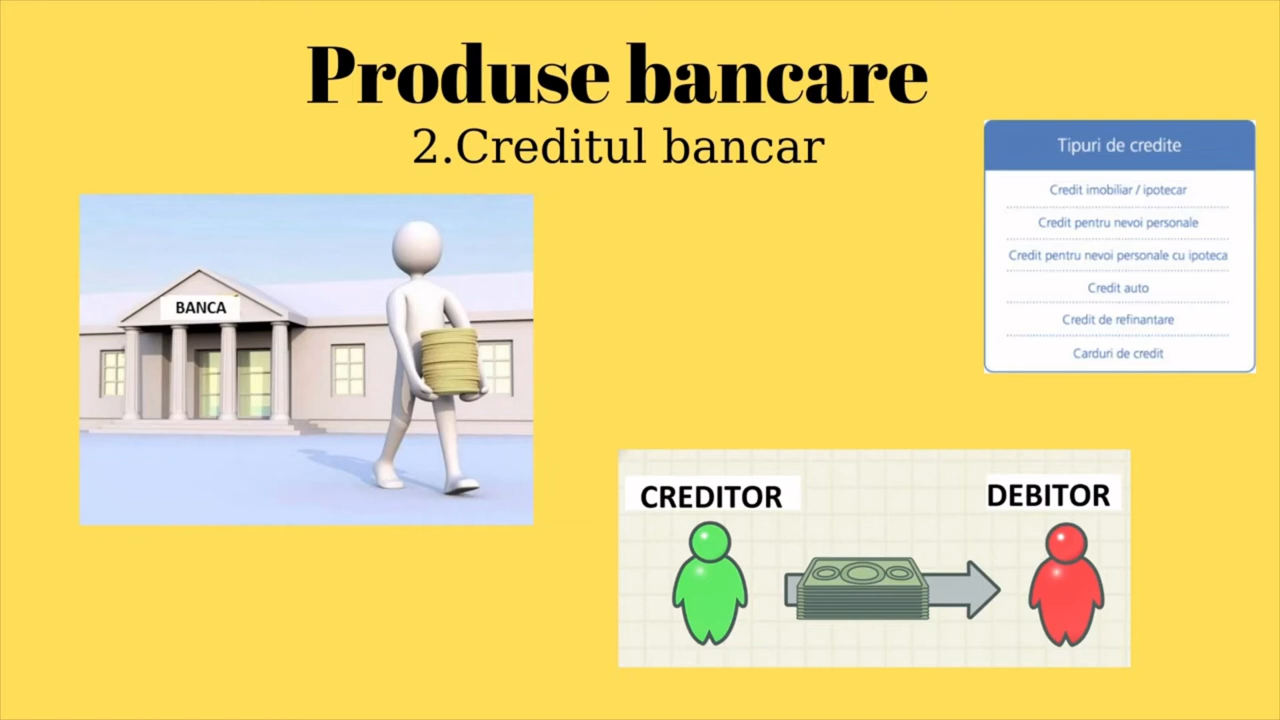 Produse bancare
2.Creditul bancar
BANCA
Tipuri de credite
Credit imobiliar / ipotecar
Credit pentru nevoi personale
Credit pentru nevoi personale cu ipoteca
Credit auto
Credit de refinantare
Carduri de credit
CREDITOR
DEBITOR